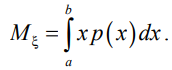 M_ξ = ∫_a^b x p(x) dx.